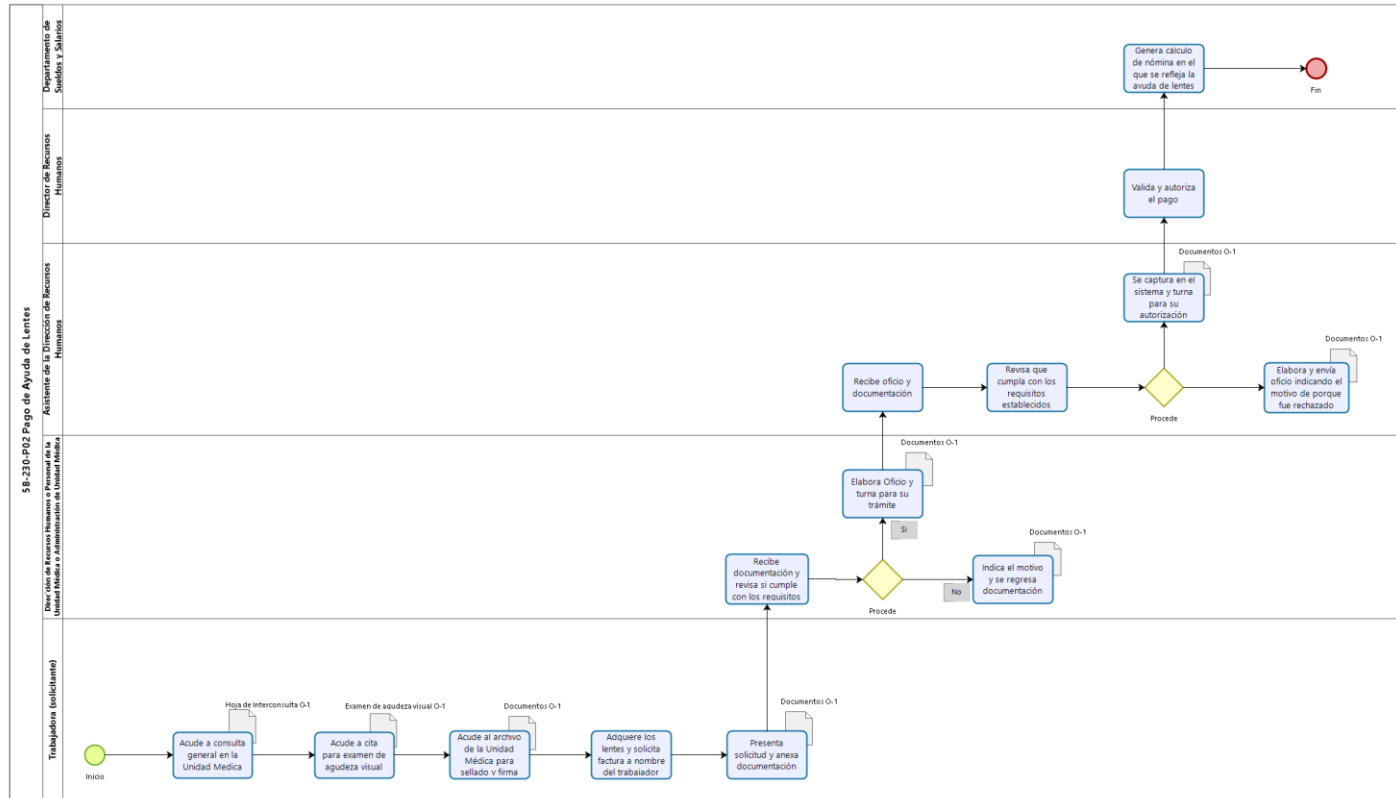 58-230-P02 Pago de Ayuda de Lentes
Departamento de
Sueldos y Salarios
Genera cálculo
de nómina en el
que se refleja la
ayuda de lentes
Fin
Director de Recursos
Humanos
Valida y autoriza
el pago
Asistente de la Dirección de Recursos
Humanos
Documentos O-1
Se captura en el
sistema y turna
para su
autorización
Recibe oficio y
documentación
Revisa que
cumpla con los
requisitos
establecidos
Procede
Documentos O-1
Elabora y envía
oficio indicando el
motivo de porque
fue rechazado
Dirección de Recursos Humanos o Personal de la
Unidad Médica o Administración de Unidad Médica
Documentos O-1
Elabora Oficio y
turna para su
trámite
Si
Recibe
documentación y
revisa si cumple
con los requisitos
Procede
No
Documentos O-1
Indica el motivo
y se regresa
documentación
Trabajadora (solicitante)
Inicio
Hoja de Interconsulta O-1
Acude a consulta
general en la
Unidad Medica
Examen de agudeza visual O-1
Acude a cita
para examen de
agudeza visual
Documentos O-1
Acude al archivo
de la Unidad
Médica para
sellado y firma
Adquiere los
lentes y solicita
factura a nombre
del trabajador
Documentos O-1
Presenta
solicitud y anexa
documentación